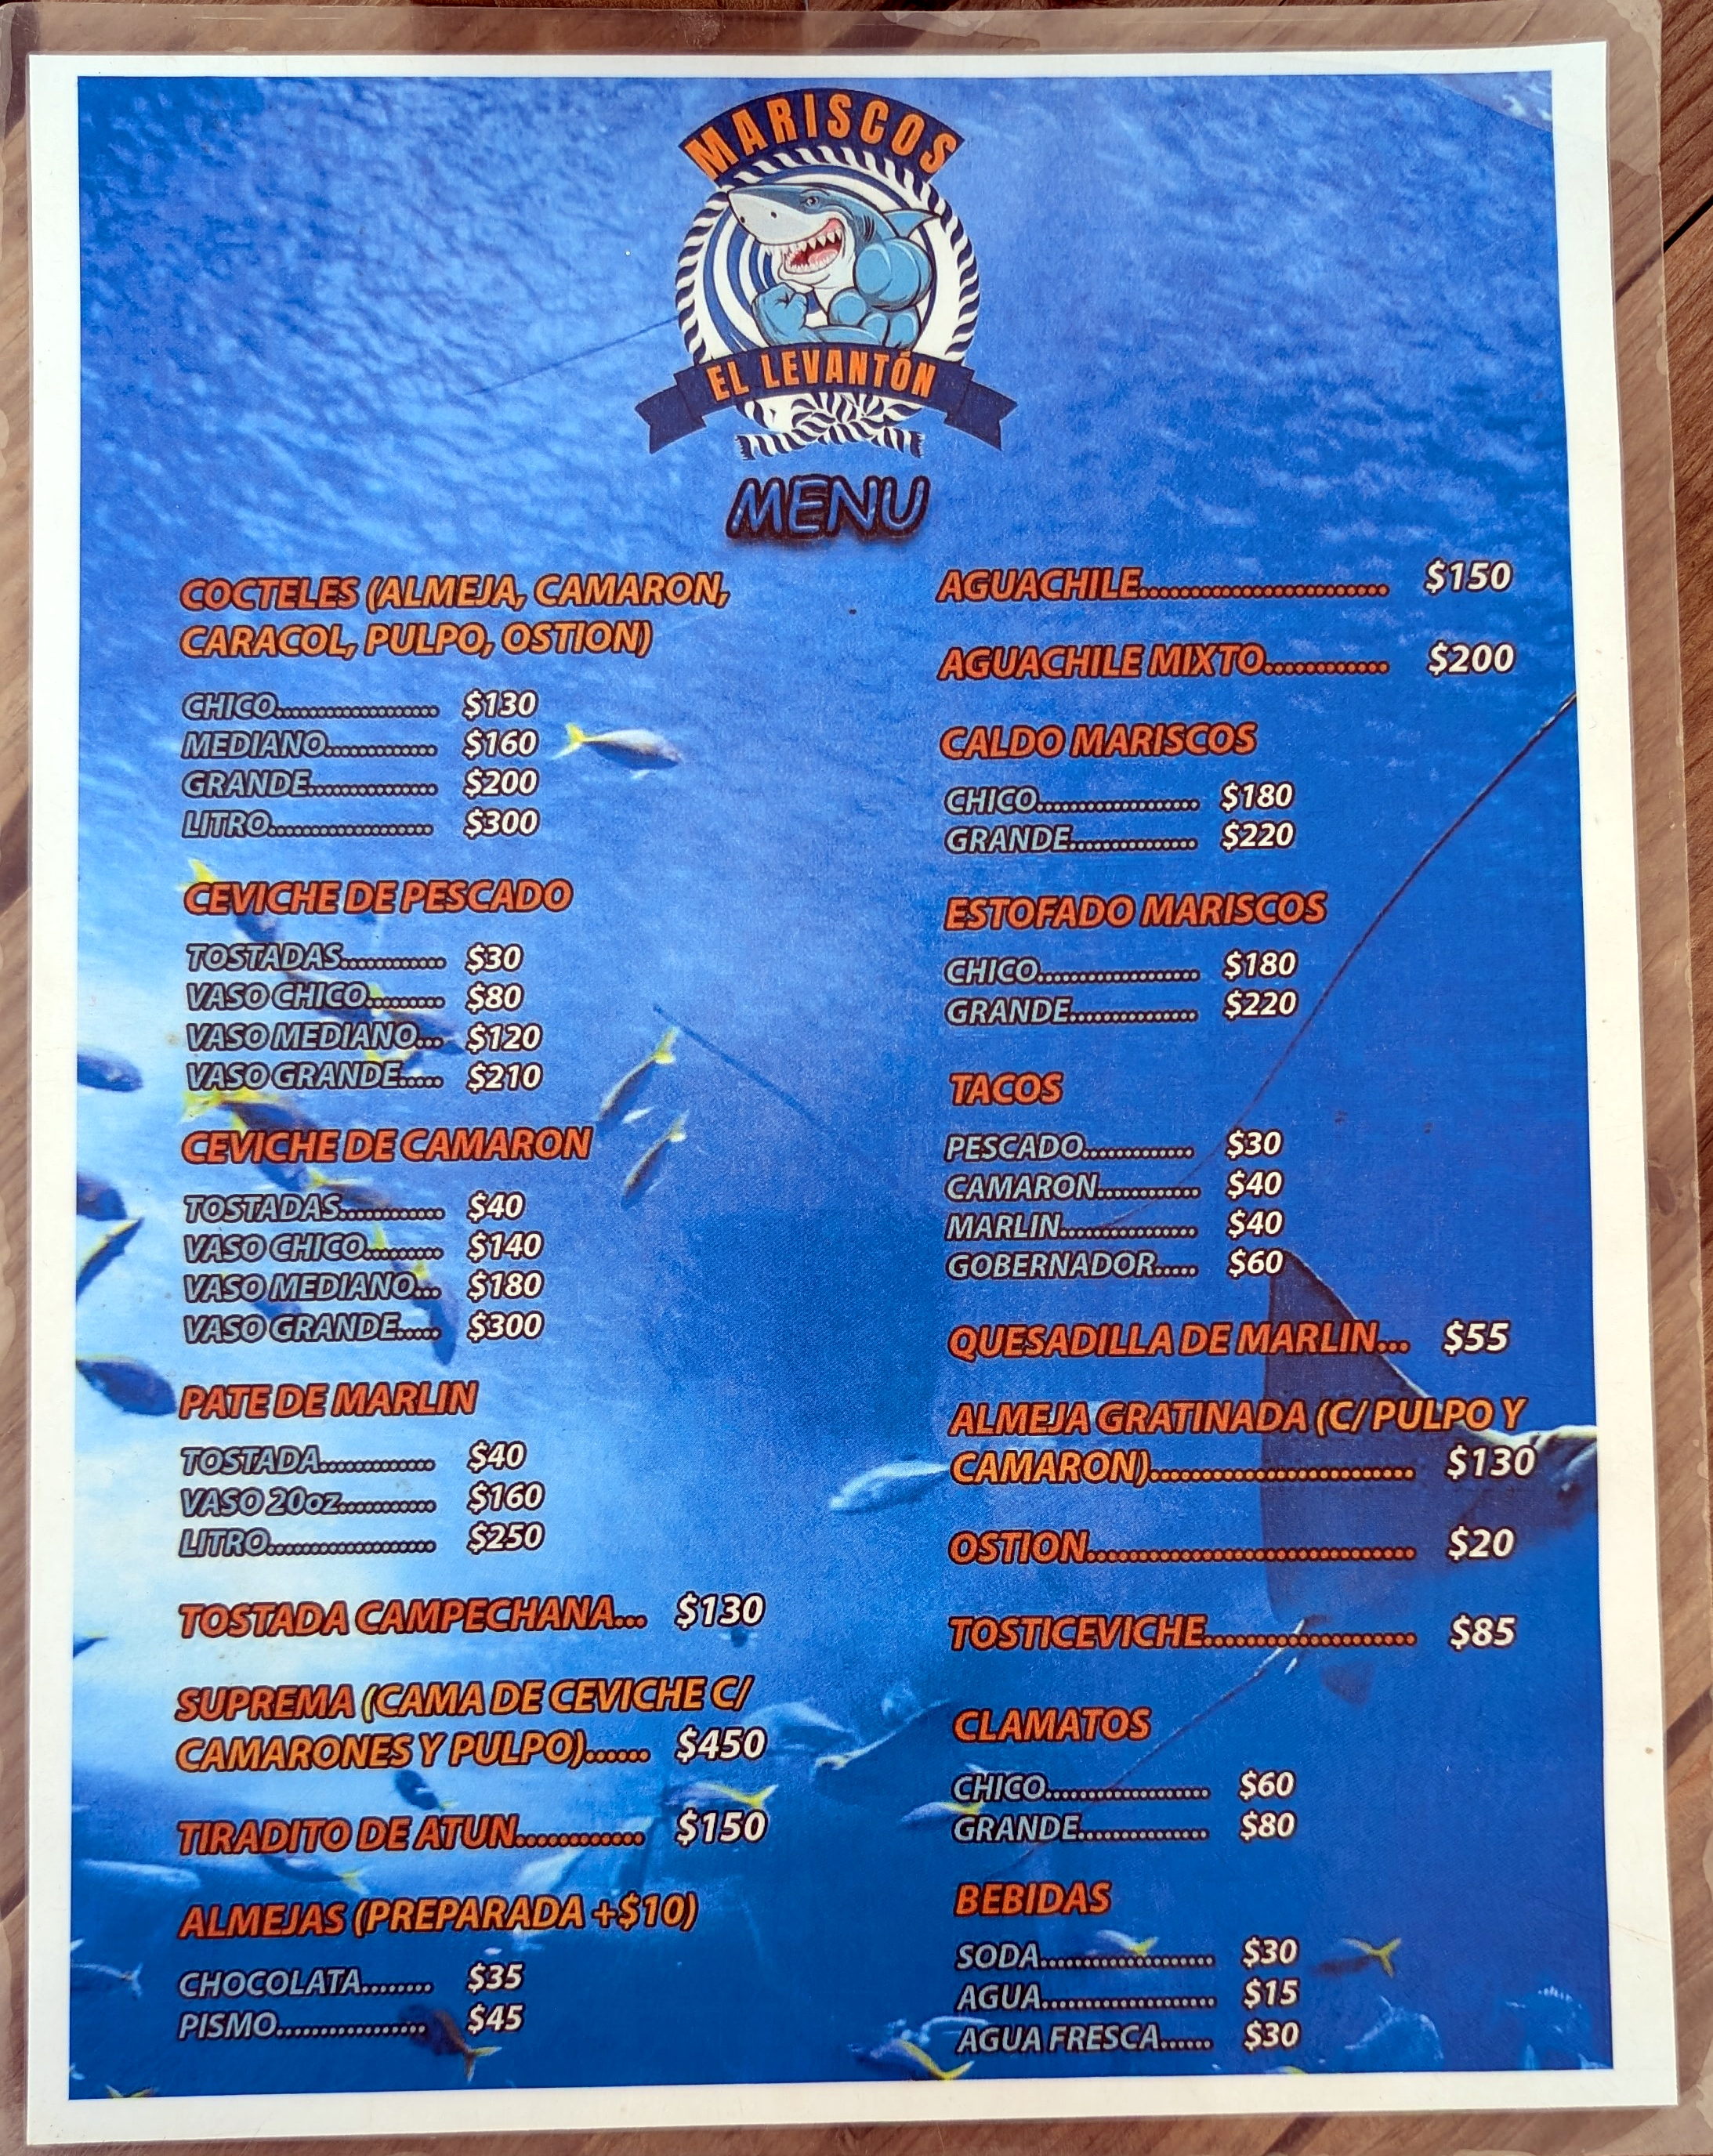 MARISCOS
EL LEVANTÓN
MENU
COCTELES (ALMEJA, CAMARON,
CARACOL, PULPO, OSTION)
CHICO................... $130
MEDIANO............. $160
GRANDE............... $200
LITRO.................... $300
CEVICHE DE PESCADO
TOSTADAS............. $30
VASO CHICO......... $80
VASO MEDIANO... $120
VASO GRANDE..... $210
CEVICHE DE CAMARON
TOSTADAS............. $40
VASO CHICO......... $140
VASO MEDIANO... $180
VASO GRANDE..... $300
PATE DE MARLIN
TOSTADA.............. $40
VASO 20oz............ $160
LITRO.................... $250
TOSTADA CAMPECHANA... $130
SUPREMA (CAMA DE CEVICHE C/
CAMARONES Y PULPO)...... $450
TIRADITO DE ATUN............ $150
ALMEJAS (PREPARADA +$10)
CHOCOLATA........ $35
PISMO.................. $45
AGUACHILE........................ $150
AGUACHILE MIXTO............ $200
CALDO MARISCOS
CHICO................... $180
GRANDE............... $220
ESTOFADO MARISCOS
CHICO................... $180
GRANDE............... $220
TACOS
PESCADO............. $30
CAMARON............ $40
MARLIN................ $40
GOBERNADOR..... $60
QUESADILLA DE MARLIN... $55
ALMEJA GRATINADA (C/ PULPO Y
CAMARON).......................... $130
OSTION................................ $20
TOSTICEVICHE..................... $85
CLAMATOS
CHICO................... $60
GRANDE............... $80
BEBIDAS
SODA.................... $30
AGUA.................... $15
AGUA FRESCA...... $30